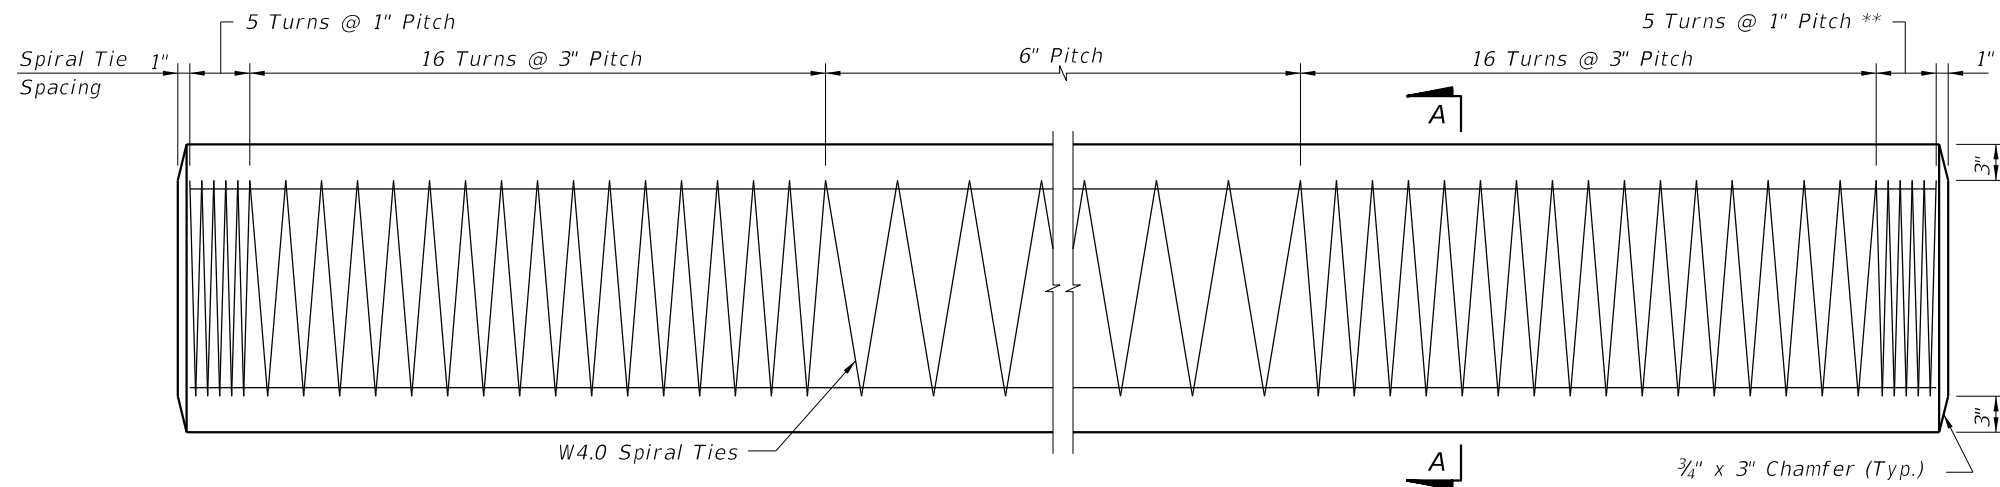 5 Turns @ 1" Pitch
5 Turns @ 1" Pitch **
Spiral Tie
Spacing
1"
16 Turns @ 3" Pitch
6" Pitch
16 Turns @ 3" Pitch
1"
A
3"
3"
W4.0 Spiral Ties
A
¾" x 3" Chamfer (Typ.)